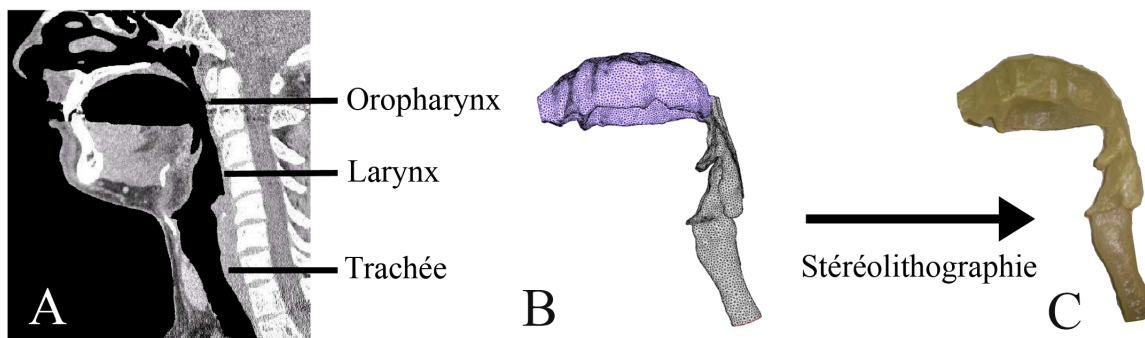 Oropharynx
Larynx
Trachée
Stéréolithographie
A
B
C